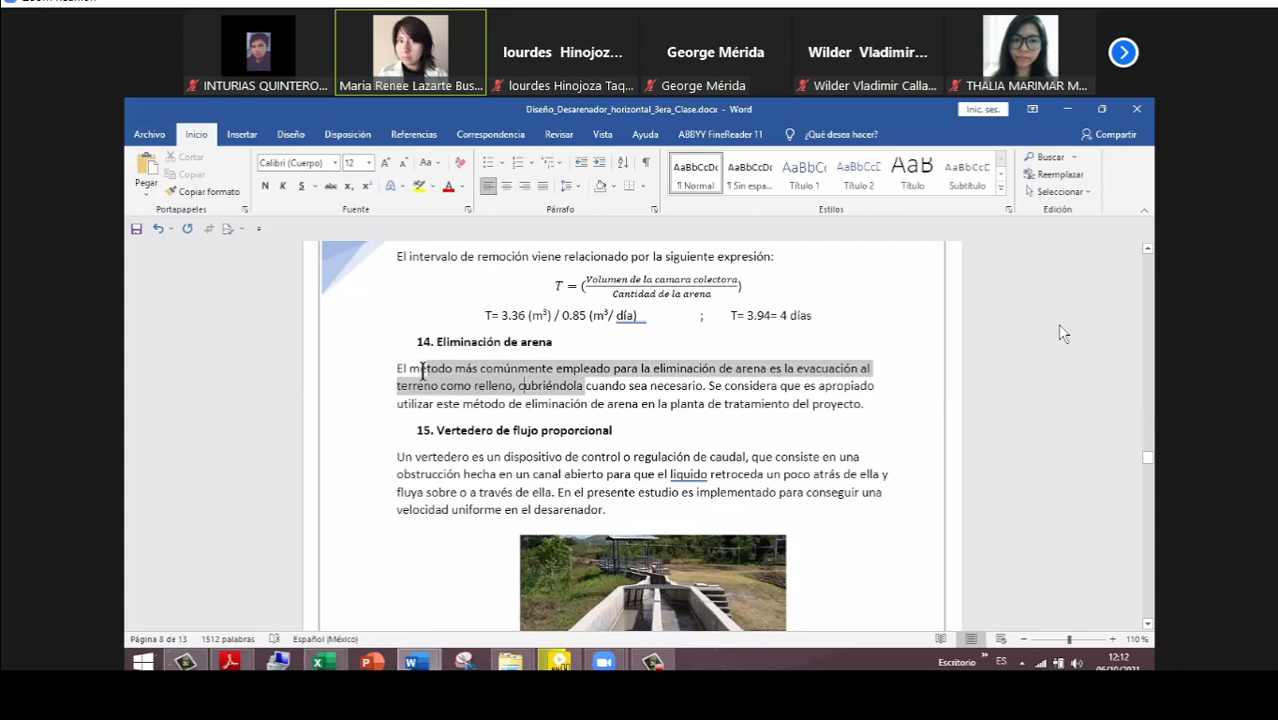 lourdes Hinojoz...
George Mérida
Wilder Vladimir...
INTURIAS QUINTERO...
Maria Renee Lazarte Bus...
lourdes Hinojoza Taq...
George Mérida
Wilder Vladimir Calla...
THALIA MARIMAR M...
Diseño_Desarenador_horizontal_3era_Clase.docx - Word
Inic. ses.
Archivo Inicio Insertar Diseño Disposición Referencias Correspondencia Revisar Vista Ayuda ABBYY FineReader 11 ¿Qué desea hacer? Compartir
Pegar
Cortar
Copiar
Copiar formato
Calibri (Cuerpo) 12
N K S abc x₂ x²
AaBbCcDc AaBbCcDc AaBbC AaBbCc AaB AaBbCcD
¶ Normal ¶ Sin espa... Título 1 Título 2 Título Subtítulo
Buscar
Reemplazar
Seleccionar
Portapapeles Fuente Párrafo Estilos Edición
El intervalo de remoción viene relacionado por la siguiente expresión:
T = (Volumen de la camara colectora / Cantidad de la arena)
T= 3.36 (m³) / 0.85 (m³/ día) ; T= 3.94= 4 días
14. Eliminación de arena
El método más comúnmente empleado para la eliminación de arena es la evacuación al
terreno como relleno, cubriéndola cuando sea necesario. Se considera que es apropiado
utilizar este método de eliminación de arena en la planta de tratamiento del proyecto.
15. Vertedero de flujo proporcional
Un vertedero es un dispositivo de control o regulación de caudal, que consiste en una
obstrucción hecha en un canal abierto para que el liquido retroceda un poco atrás de ella y
fluya sobre o a través de ella. En el presente estudio es implementado para conseguir una
velocidad uniforme en el desarenador.
Página 8 de 13 1512 palabras Español (México) 110 %
Escritorio ES 12:12